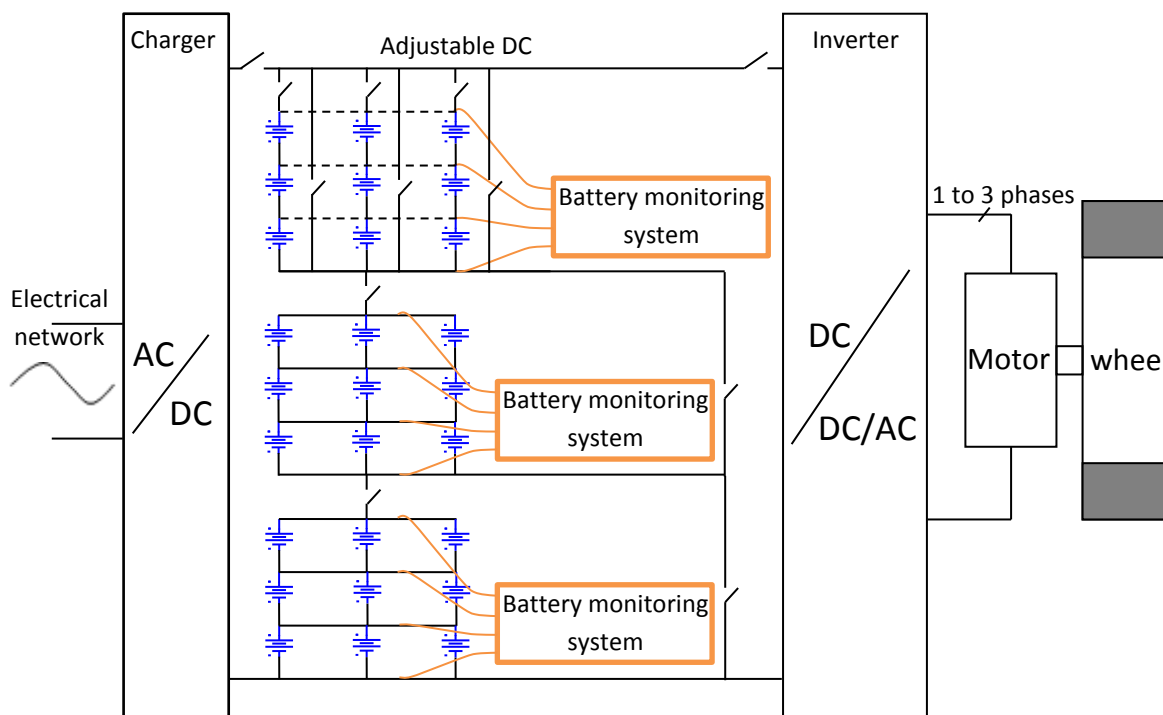 Charger
Adjustable DC
Inverter
Battery monitoring
system
1 to 3 phases
Electrical
network
AC
DC
Battery monitoring
system
DC
DC/AC
Motor
whee
Battery monitoring
system